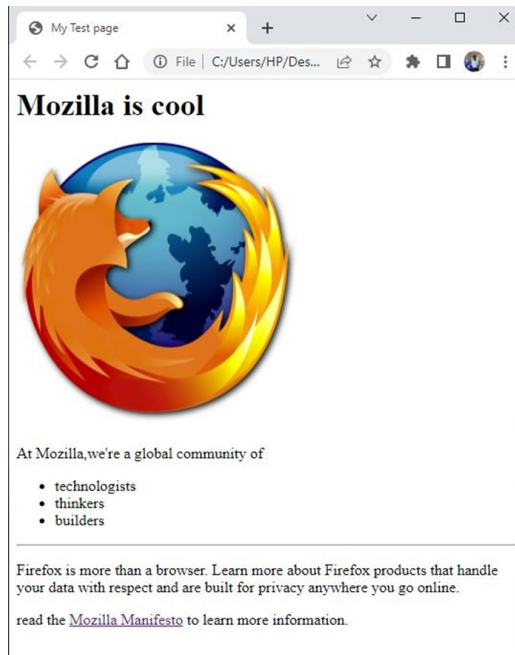 My Test page
File | C:/Users/HP/Des...
Mozilla is cool
At Mozilla,we're a global community of
• technologists
• thinkers
• builders
Firefox is more than a browser. Learn more about Firefox products that handle
your data with respect and are built for privacy anywhere you go online.
read the Mozilla Manifesto to learn more information.